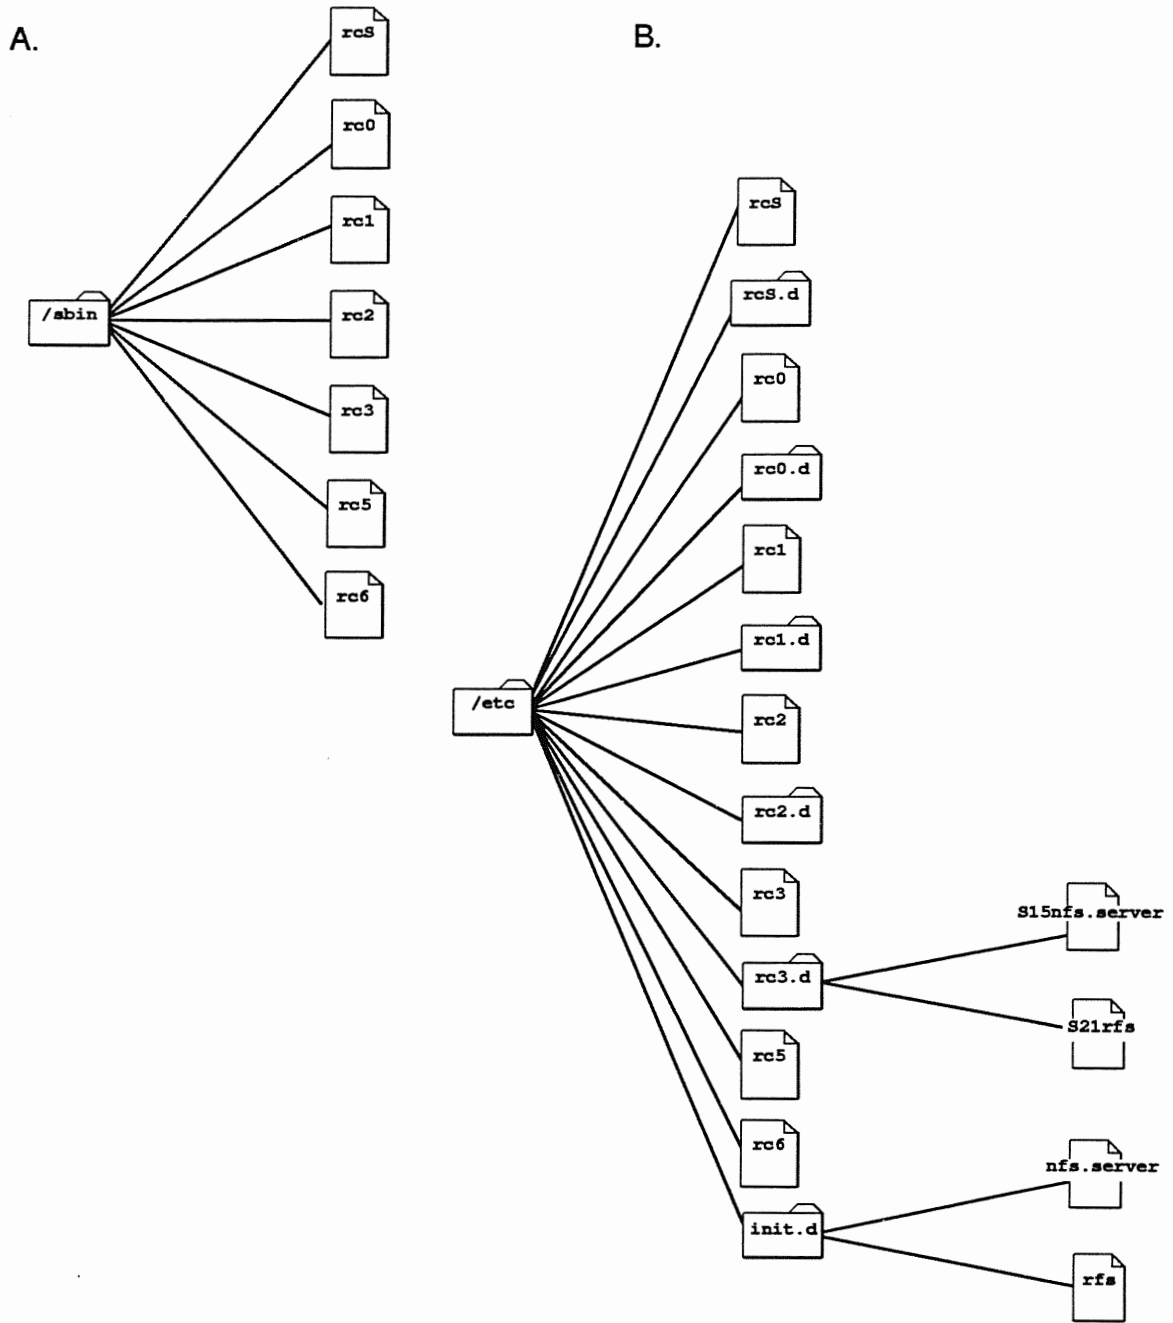 A.
rcS
rc0
rc1
/sbin
rc2
rc3
rc5
rc6
B.
rcS
rcS.d
rc0
rc0.d
rc1
rc1.d
/etc
rc2
rc2.d
rc3
S15nfs.server
rc3.d
S21rfs
rc5
rc6
nfs.server
init.d
rfs